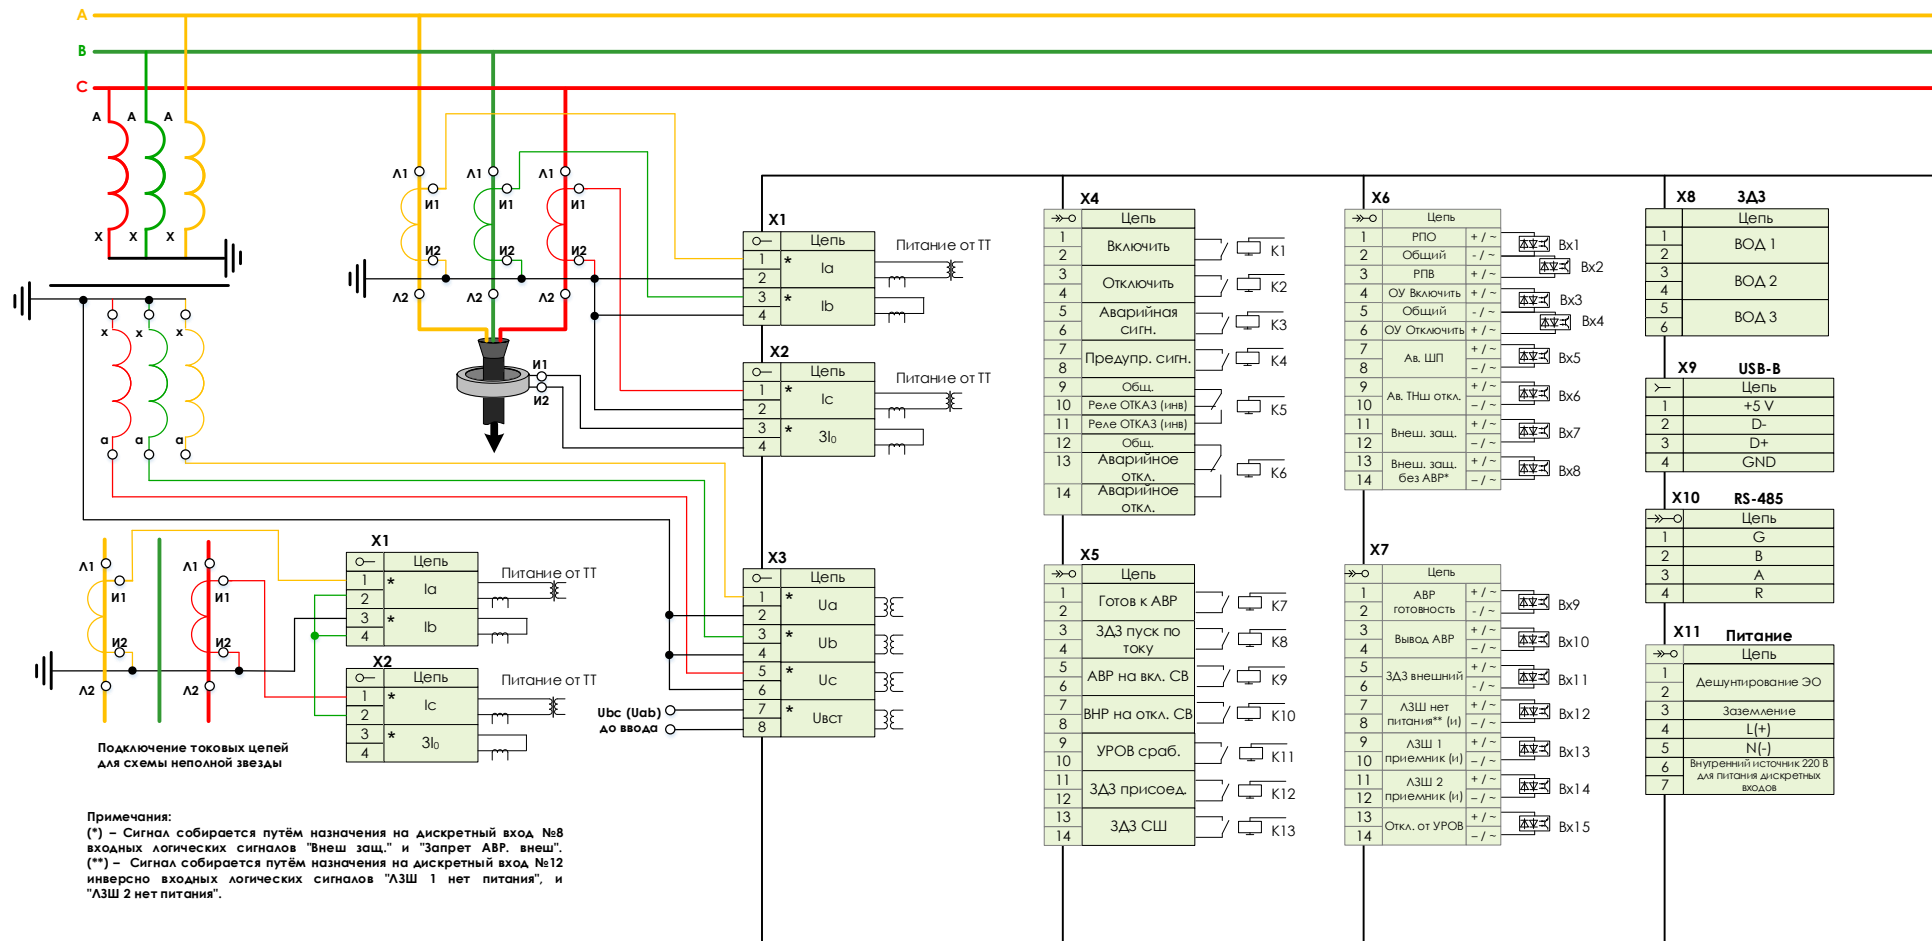 A
B
C
A A A
X X X
x x x
a a a
Л1 Л1 Л1
И1 И1 И1
И2 И2 И2
Л2 Л2 Л2
И1
И2
X1
Цепь
1 * Ia
2
3 * Ib
4
Питание от ТТ
X2
Цепь
1 * Ic
2
3 * 3I₀
4
Питание от ТТ
X3
Цепь
1 * Ua
2
3 * Ub
4
5 * Uc
6
7 * Uвст
8
Ubc (Uab)
до ввода
Л1 Л1
И1 И1
И2 И2
Л2 Л2
X1
Цепь
1 * Ia
2
3 * Ib
4
Питание от ТТ
X2
Цепь
1 * Ic
2
3 * 3I₀
4
Питание от ТТ
Подключение токовых цепей
для схемы неполной звезды
Примечания:
(*) – Сигнал собирается путём назначения на дискретный вход №8
входных логических сигналов "Внеш защ." и "Запрет АВР. внеш".
(**) – Сигнал собирается путём назначения на дискретный вход №12
инверсно входных логических сигналов "ЛЗШ 1 нет питания", и
"ЛЗШ 2 нет питания".
X4
Цепь
1 Включить K1
2
3 Отключить K2
4
5 Аварийная K3
6 сигн.
7 Предупр. сигн. K4
8
9 Общ.
10 Реле ОТКАЗ (инв) K5
11 Реле ОТКАЗ (инв)
12 Общ.
13 Аварийное K6
откл.
14 Аварийное
откл.
X5
Цепь
1 Готов к АВР K7
2
3 ЗДЗ пуск по K8
4 току
5 АВР на вкл. СВ K9
6
7 ВНР на откл. СВ K10
8
9 УРОВ сраб. K11
10
11 ЗДЗ присоед. K12
12
13 ЗДЗ СШ K13
14
X6
Цепь
1 РПО + / ~ Вх1
2 Общий - / ~ Вх2
3 РПВ + / ~
4 ОУ Включить + / ~ Вх3
5 Общий - / ~ Вх4
6 ОУ Отключить + / ~
7 Ав. ШП + / ~ Вх5
8 – / ~
9 Ав. ТНш откл. + / ~ Вх6
10 – / ~
11 Внеш. защ. + / ~ Вх7
12 – / ~
13 Внеш. защ. + / ~ Вх8
14 без АВР* – / ~
X7
Цепь
1 АВР + / ~ Вх9
2 готовность - / ~
3 Вывод АВР + / ~ Вх10
4 – / ~
5 ЗДЗ внешний + / ~ Вх11
6 - / ~
7 ЛЗШ нет + / ~ Вх12
8 питания** (и) – / ~
9 ЛЗШ 1 + / ~ Вх13
10 приемник (и) – / ~
11 ЛЗШ 2 + / ~ Вх14
12 приемник (и) – / ~
13 Откл. от УРОВ + / ~ Вх15
14 – / ~
X8 ЗДЗ
Цепь
1 ВОД 1
2
3 ВОД 2
4
5 ВОД 3
6
X9 USB-B
Цепь
1 +5 V
2 D-
3 D+
4 GND
X10 RS-485
Цепь
1 G
2 B
3 A
4 R
X11 Питание
Цепь
1 Дешунтирование ЭО
2
3 Заземление
4 L(+)
5 N(-)
6 Внутренний источник 220 В
для питания дискретных
7 входов